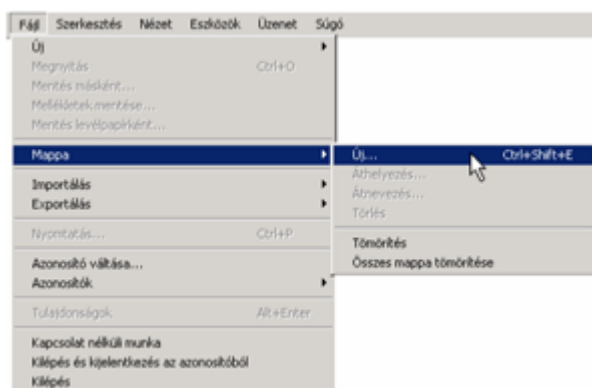 Fájl Szerkesztés Nézet Eszközök Üzenet Súgó
Új
Megnyitás Ctrl+O
Mentés másként...
Mellékletek mentése...
Mentés levélpapírként...
Mappa
Új... Ctrl+Shift+E
Áthelyezés...
Átnevezés...
Törlés
Tömörítés
Összes mappa tömörítése
Importálás
Exportálás
Nyomtatás... Ctrl+P
Azonosító váltása...
Azonosítók
Tulajdonságok Alt+Enter
Kapcsolat nélküli munka
Kilépés és kijelentkezés az azonosítóból
Kilépés